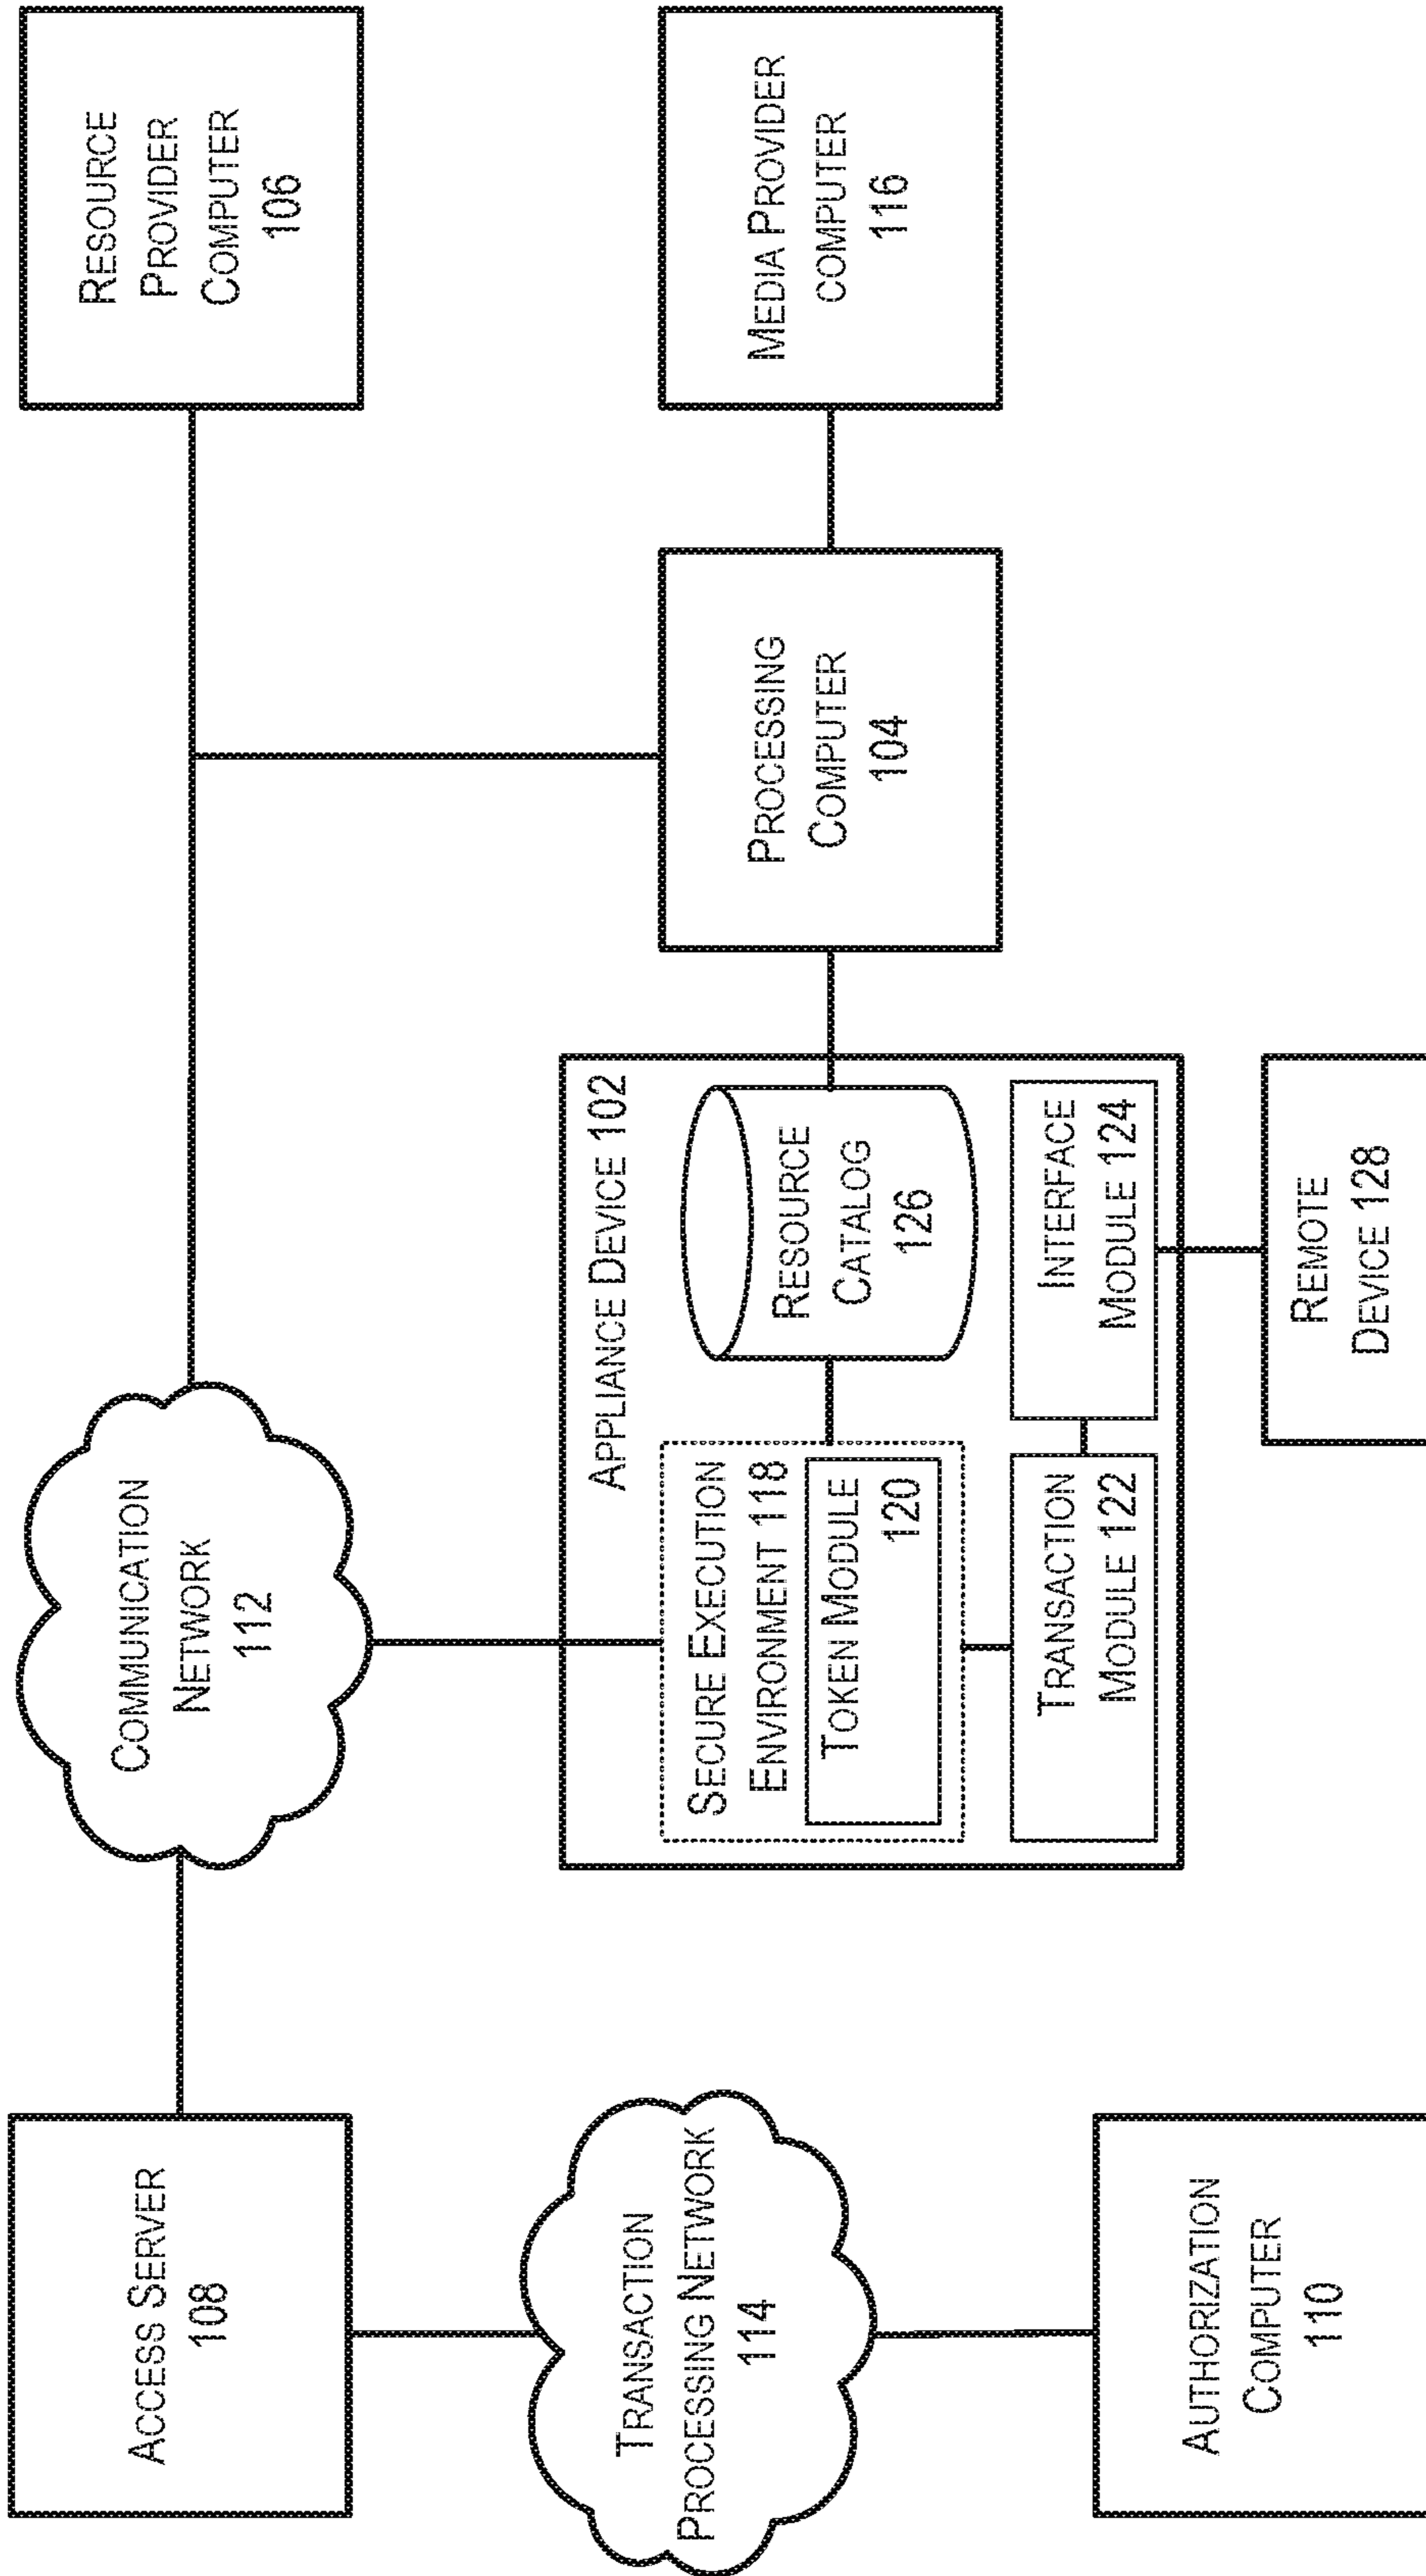 ACCESS SERVER
108
COMMUNICATION
NETWORK
112
RESOURCE
PROVIDER
COMPUTER
106
TRANSACTION
PROCESSING NETWORK
114
APPLIANCE DEVICE 102
SECURE EXECUTION
ENVIRONMENT 118
TOKEN MODULE
120
RESOURCE
CATALOG
126
TRANSACTION
MODULE 122
INTERFACE
MODULE 124
PROCESSING
COMPUTER
104
MEDIA PROVIDER
COMPUTER
116
AUTHORIZATION
COMPUTER
110
REMOTE
DEVICE 128